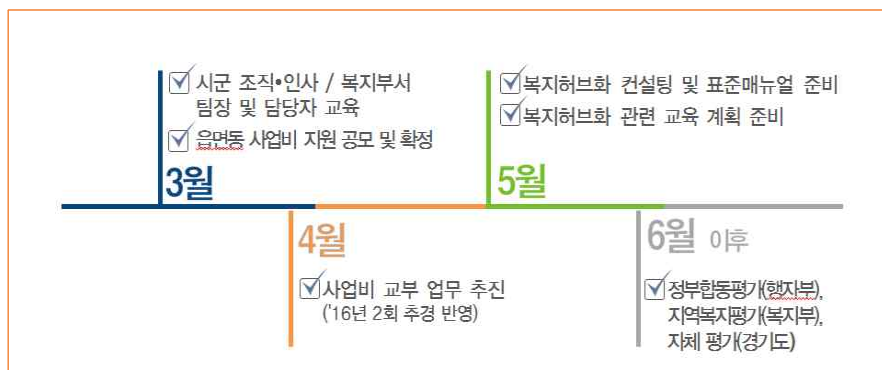 시군 조직•인사 / 복지부서
팀장 및 담당자 교육
읍면동 사업비 지원 공모 및 확정
3월
4월
사업비 교부 업무 추진
('16년 2회 추경 반영)
복지허브화 컨설팅 및 표준매뉴얼 준비
복지허브화 관련 교육 계획 준비
5월
6월 이후
정부합동평가(행자부),
지역복지평가(복지부),
자체 평가(경기도)